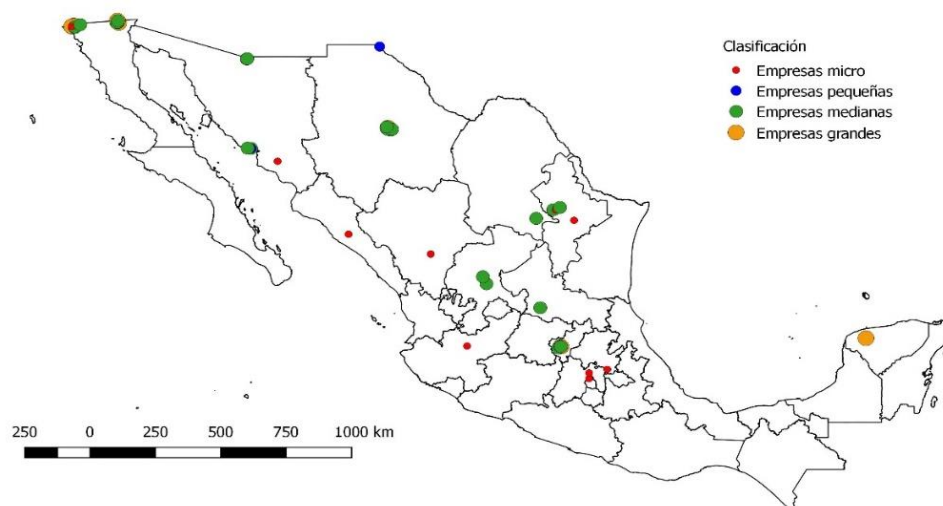 Clasificación
Empresas micro
Empresas pequeñas
Empresas medianas
Empresas grandes
250 0 250 500 750 1000 km